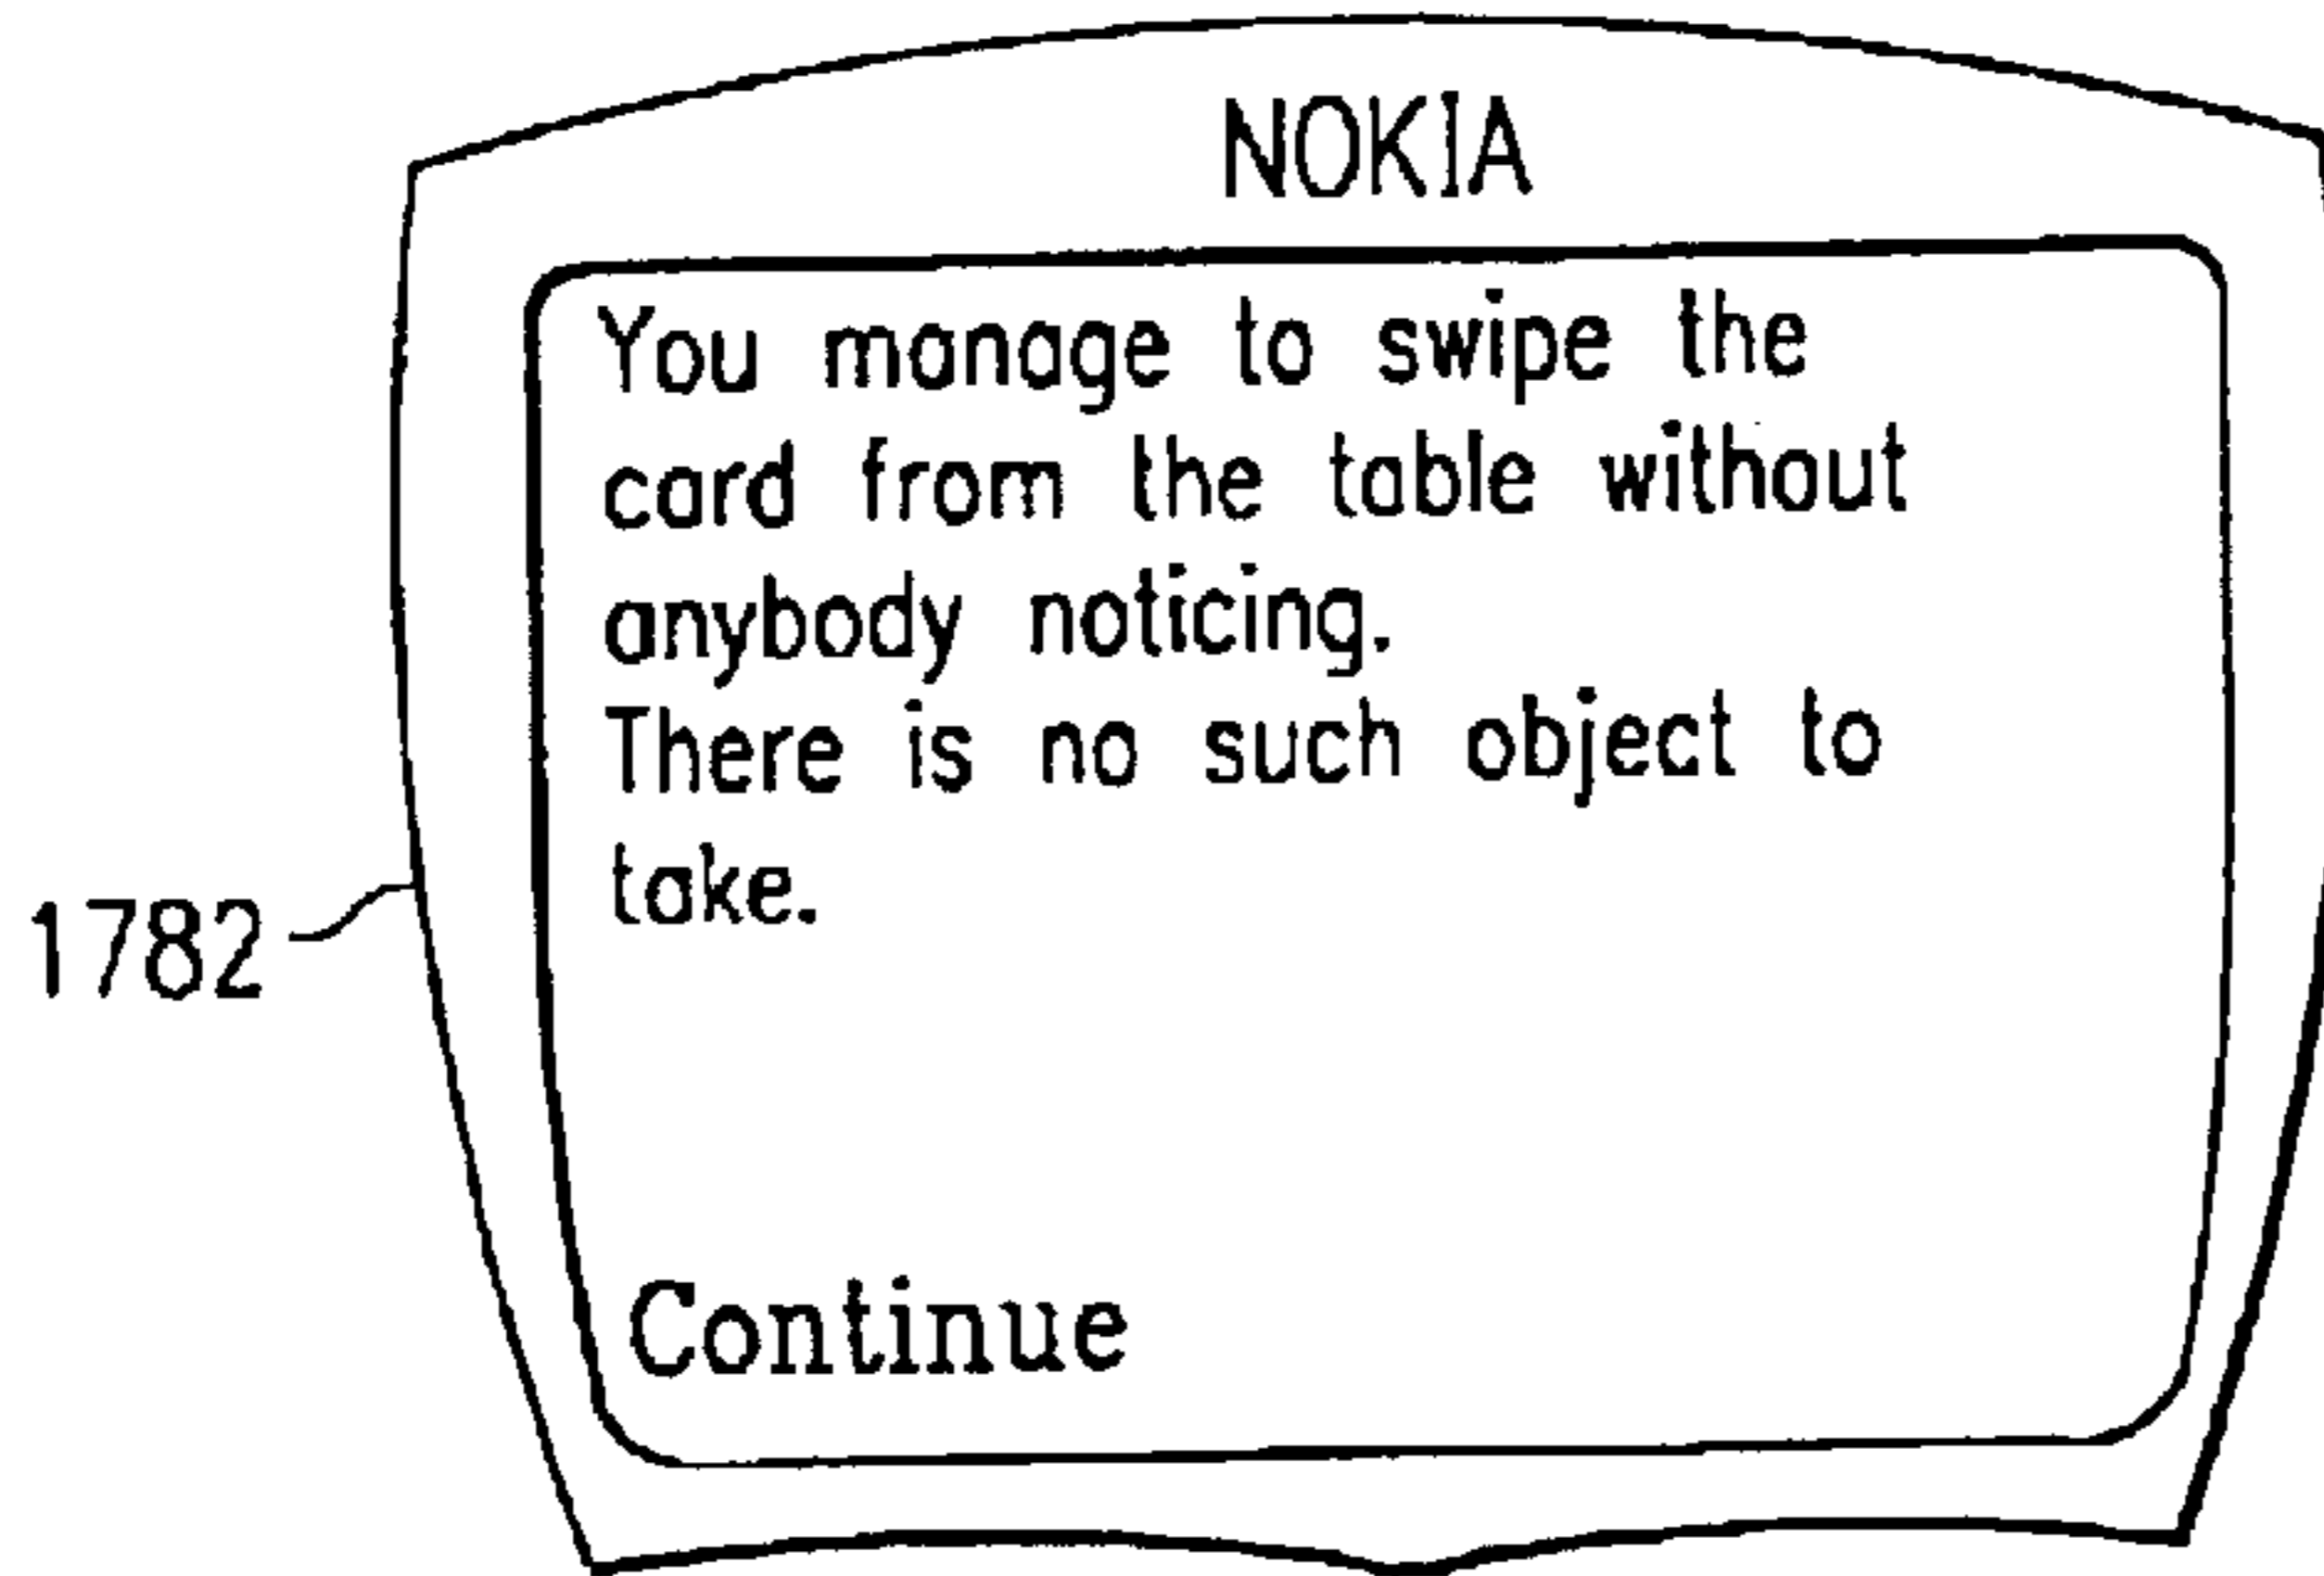 NOKIA
You manage to swipe the
card from the table without
anybody noticing.
There is no such object to
take.
1782
Continue